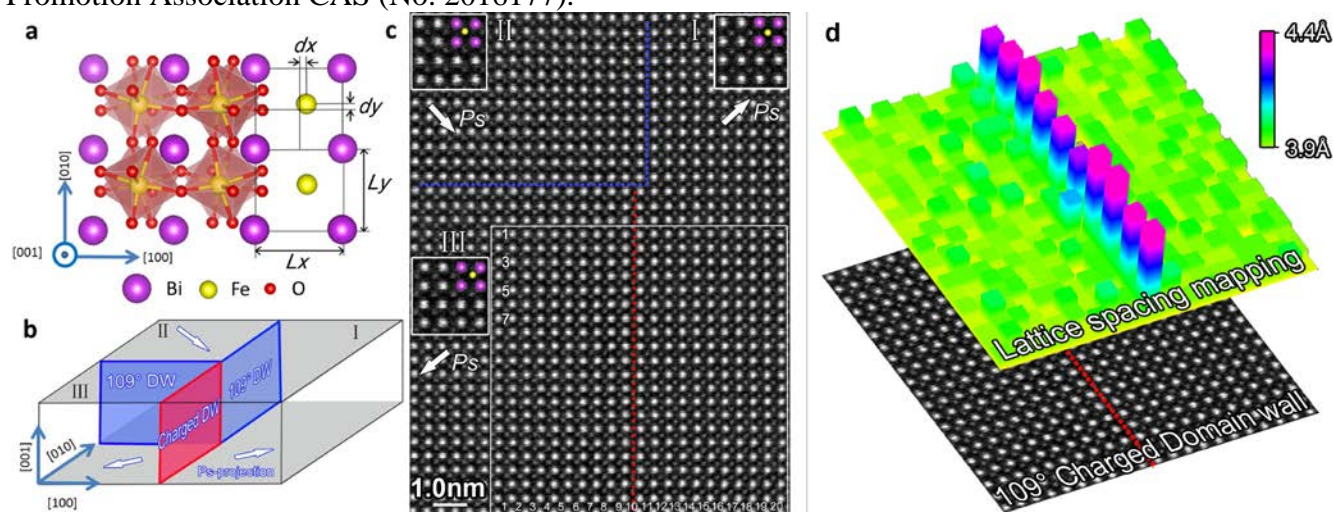 Promotion Association CAS (No. 2018177).
a
dx
dy
Ly
Lx
[010]
[001]
[100]
Bi
Fe
O
b
II
I
III
109° DW
109° DW
Charged DW
Ps-projection
[001]
[010]
[100]
c
II
I
Ps
Ps
III
Ps
1
3
5
7
1.0nm
1 2 3 4 5 6 7 8 9 10 11 12 13 14 15 16 17 18 19 20
d
4.4Å
3.9Å
Lattice spacing mapping
109° Charged Domain wall